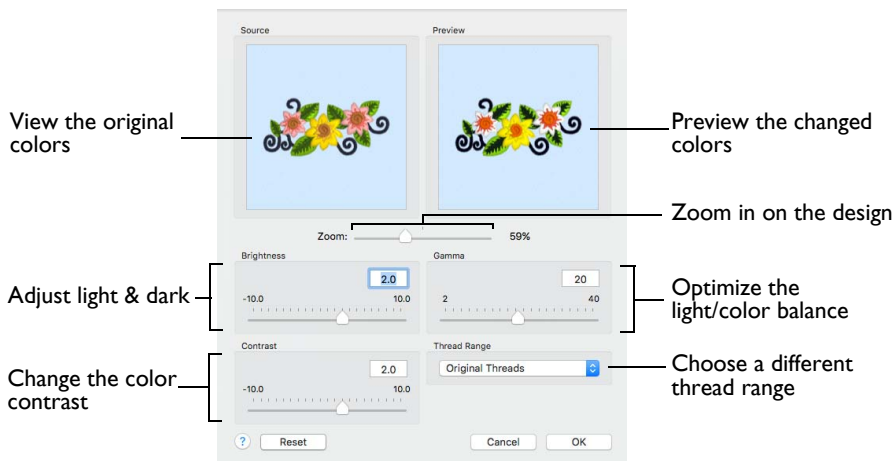 Source
Preview
View the original
colors
Preview the changed
colors
Zoom in on the design
Zoom:
59%
Brightness
Gamma
2.0
20
-10.0
10.0
2
40
Adjust light & dark
Optimize the
light/color balance
Contrast
Thread Range
2.0
Original Threads
-10.0
10.0
Change the color
contrast
Choose a different
thread range
?
Reset
Cancel
OK